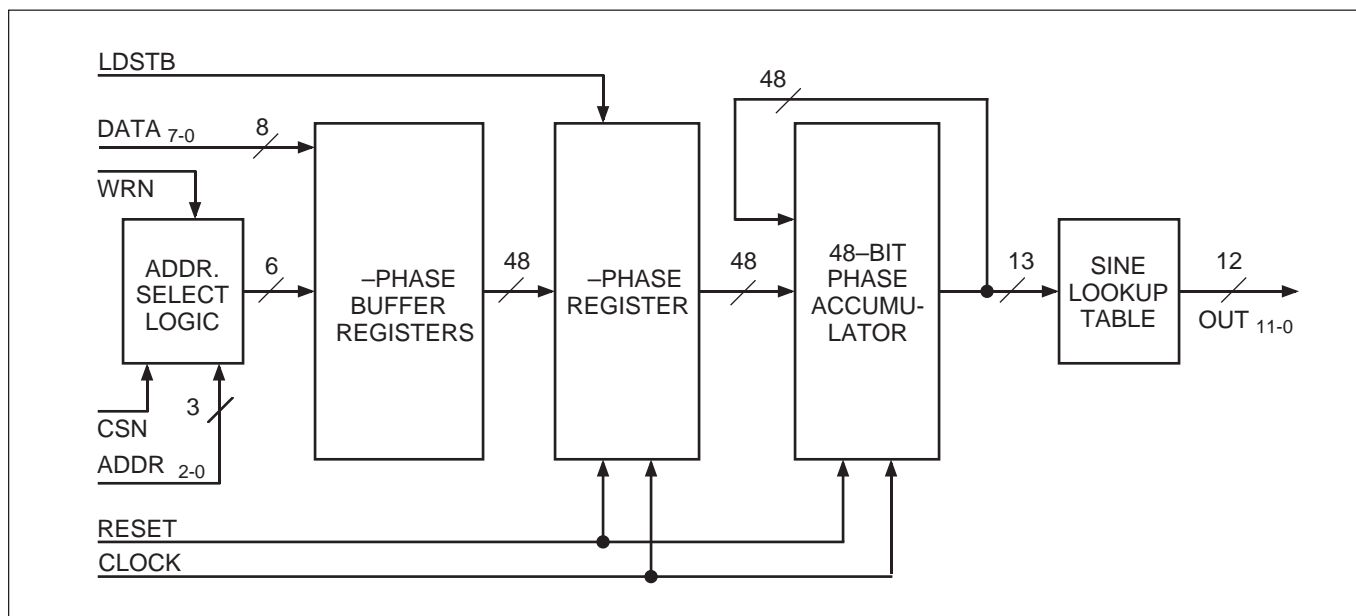 LDSTB
DATA 7-0
8
WRN
ADDR.
SELECT
LOGIC
6
CSN
3
ADDR 2-0
–PHASE
BUFFER
REGISTERS
48
–PHASE
REGISTER
48
48
48–BIT
PHASE
ACCUMU-
LATOR
13
SINE
LOOKUP
TABLE
12
OUT 11-0
RESET
CLOCK